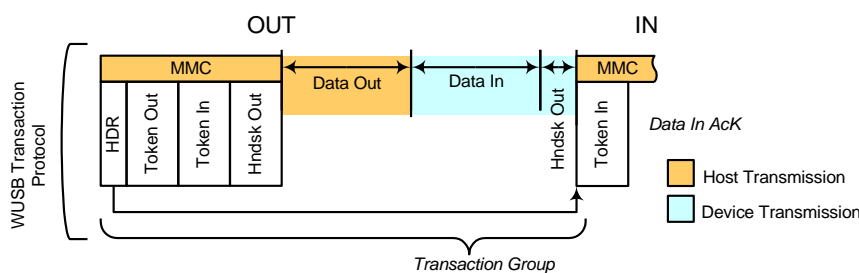 OUT
IN
WUSB Transaction
Protocol
MMC
Data Out
Data In
MMC
HDR
Token Out
Token In
Hndsk Out
Hndsk Out
Token In
Data In AcK
Host Transmission
Device Transmission
Transaction Group